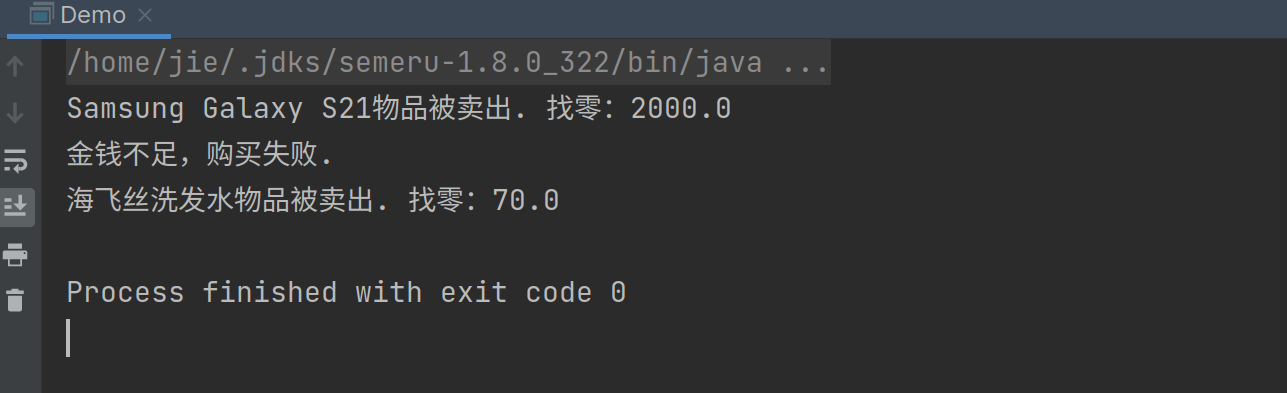 Demo
/home/jie/.jdks/semeru-1.8.0_322/bin/java ...
Samsung Galaxy S21物品被卖出. 找零：2000.0
金钱不足，购买失败.
海飞丝洗发水物品被卖出. 找零：70.0
Process finished with exit code 0